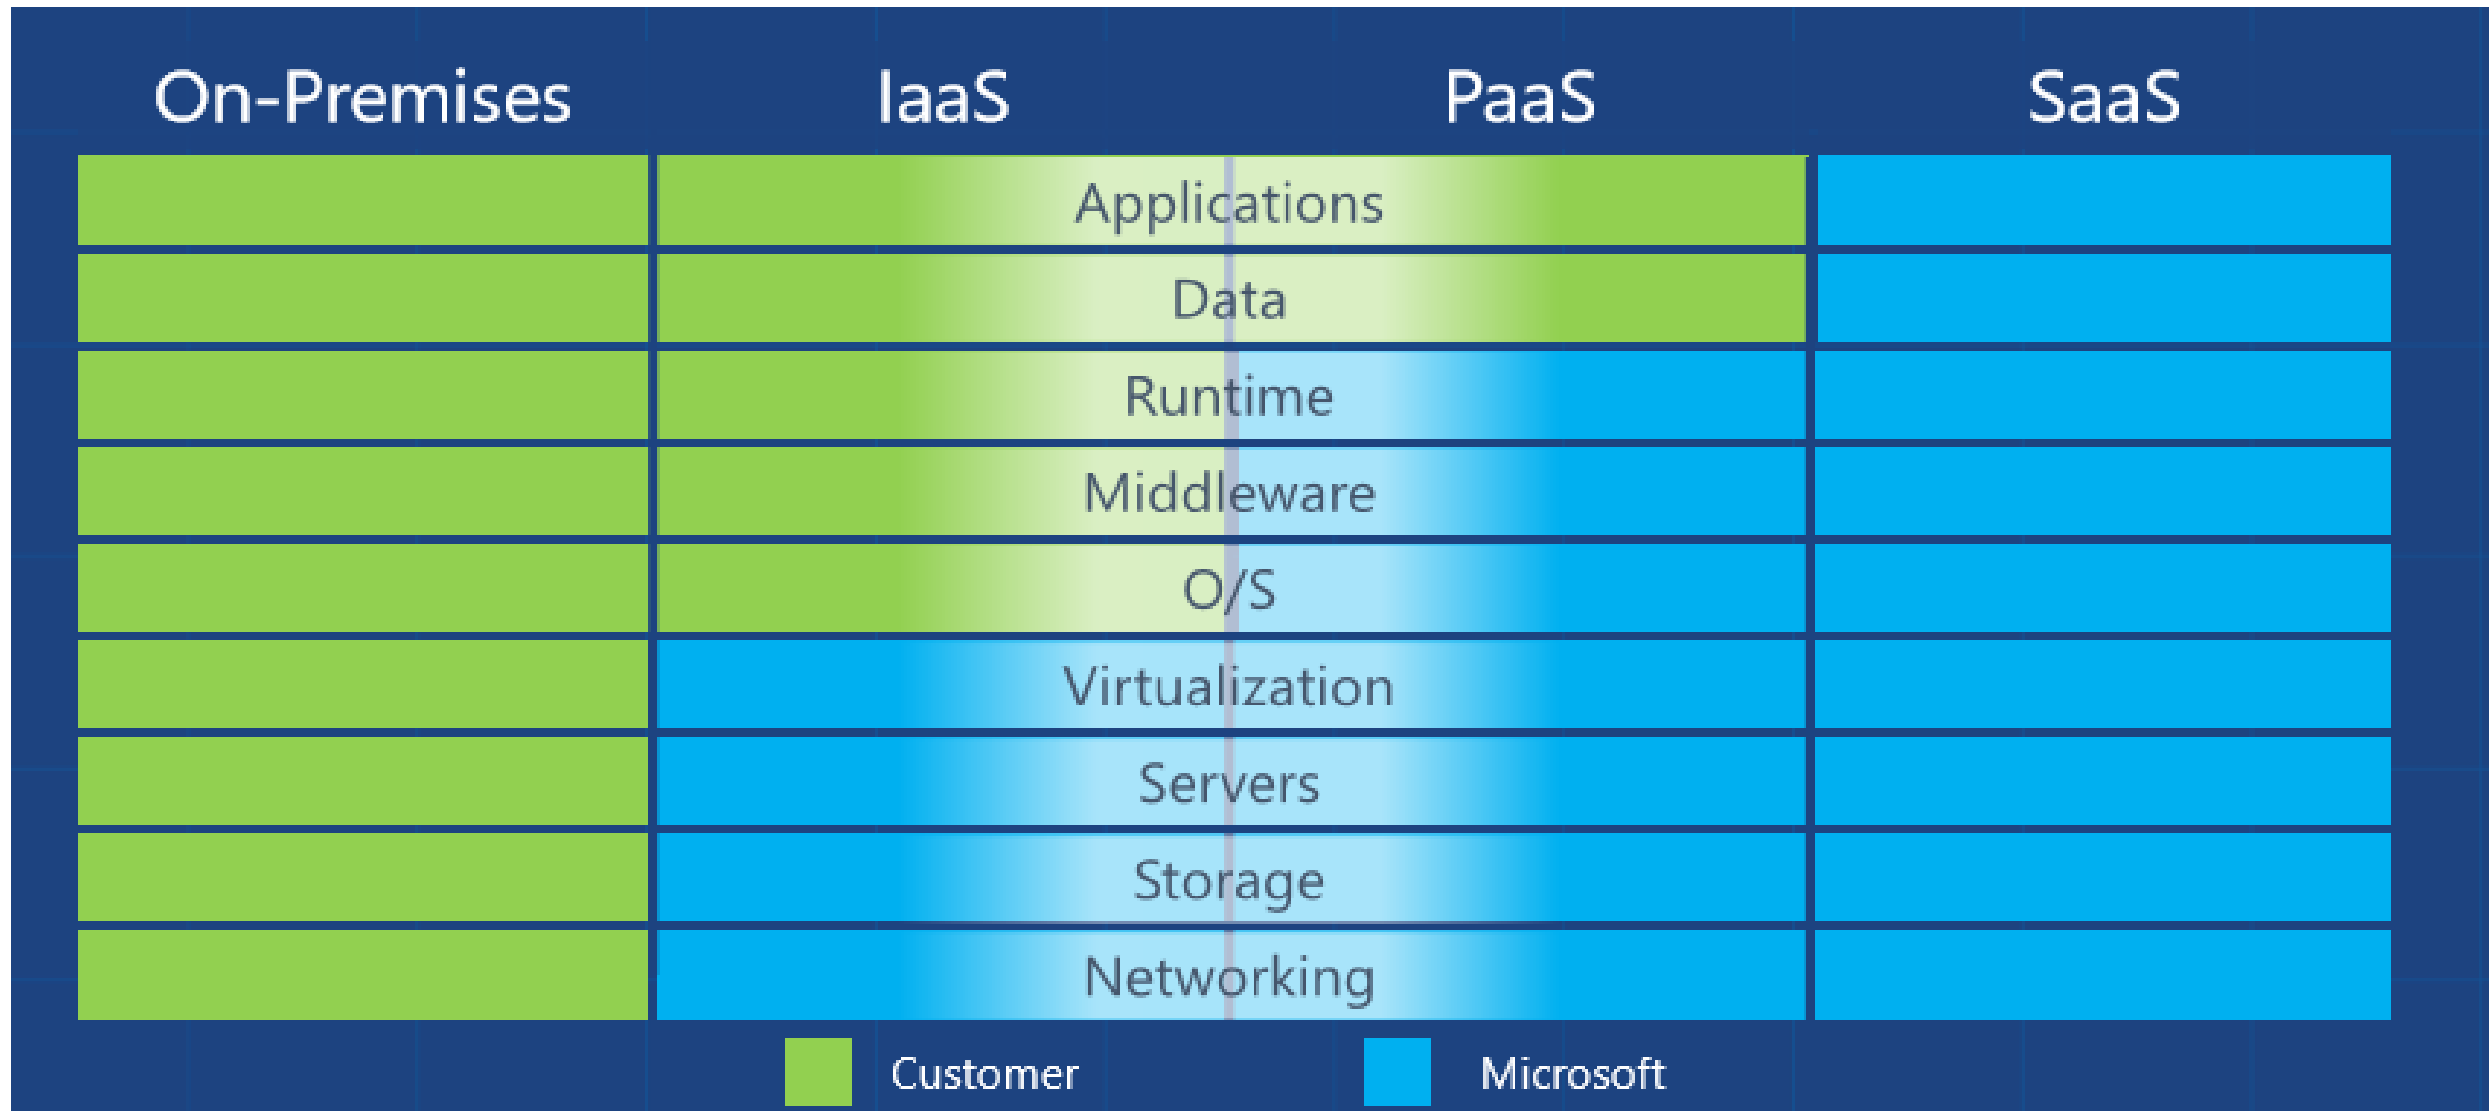 On-Premises IaaS PaaS SaaS
Applications
Data
Runtime
Middleware
O/S
Virtualization
Servers
Storage
Networking
Customer Microsoft